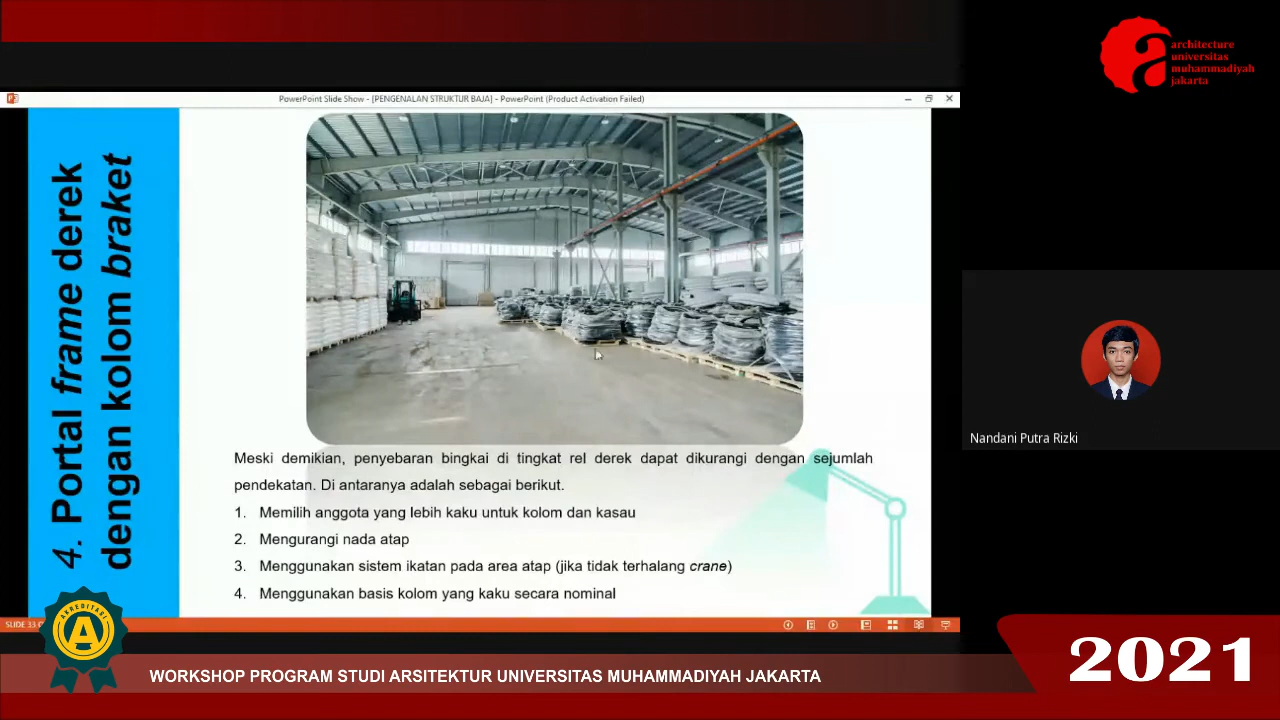 architecture
universitas
muhammadiyah
jakarta
PowerPoint Slide Show - [PENGENALAN STRUKTUR BAJA] - PowerPoint (Product Activation Failed)
4. Portal frame derek
dengan kolom braket
Meski demikian, penyebaran bingkai di tingkat rel derek dapat dikurangi dengan sejumlah
pendekatan. Di antaranya adalah sebagai berikut.
1. Memilih anggota yang lebih kaku untuk kolom dan kasau
2. Mengurangi nada atap
3. Menggunakan sistem ikatan pada area atap (jika tidak terhalang crane)
4. Menggunakan basis kolom yang kaku secara nominal
Nandani Putra Rizki
SLIDE 33
AKREDITASI
A
WORKSHOP PROGRAM STUDI ARSITEKTUR UNIVERSITAS MUHAMMADIYAH JAKARTA
2021